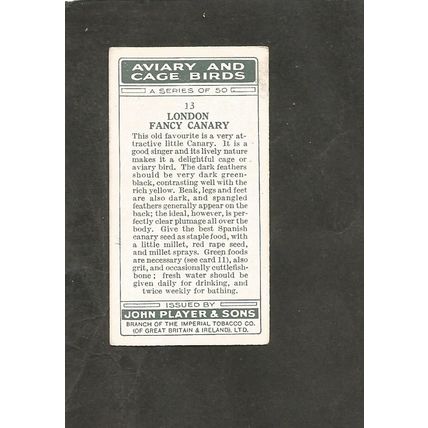 AVIARY AND
CAGE BIRDS
A SERIES OF 50
13
LONDON
FANCY CANARY
This old favourite is a very at-
tractive little Canary. It is a
good singer and its lively nature
makes it a delightful cage or
aviary bird. The dark feathers
should be very dark green-
black, contrasting well with the
rich yellow. Beak, legs and feet
are also dark, and spangled
feathers generally appear on the
back; the ideal, however, is per-
fectly clear plumage all over the
body. Give the best Spanish
canary seed as staple food, with
a little millet, red rape seed,
and millet sprays. Green foods
are necessary (see card 11), also
grit, and occasionally cuttlefish-
bone; fresh water should be
given daily for drinking, and
twice weekly for bathing.
ISSUED BY
JOHN PLAYER & SONS
BRANCH OF THE IMPERIAL TOBACCO CO.
(OF GREAT BRITAIN & IRELAND), LTD.